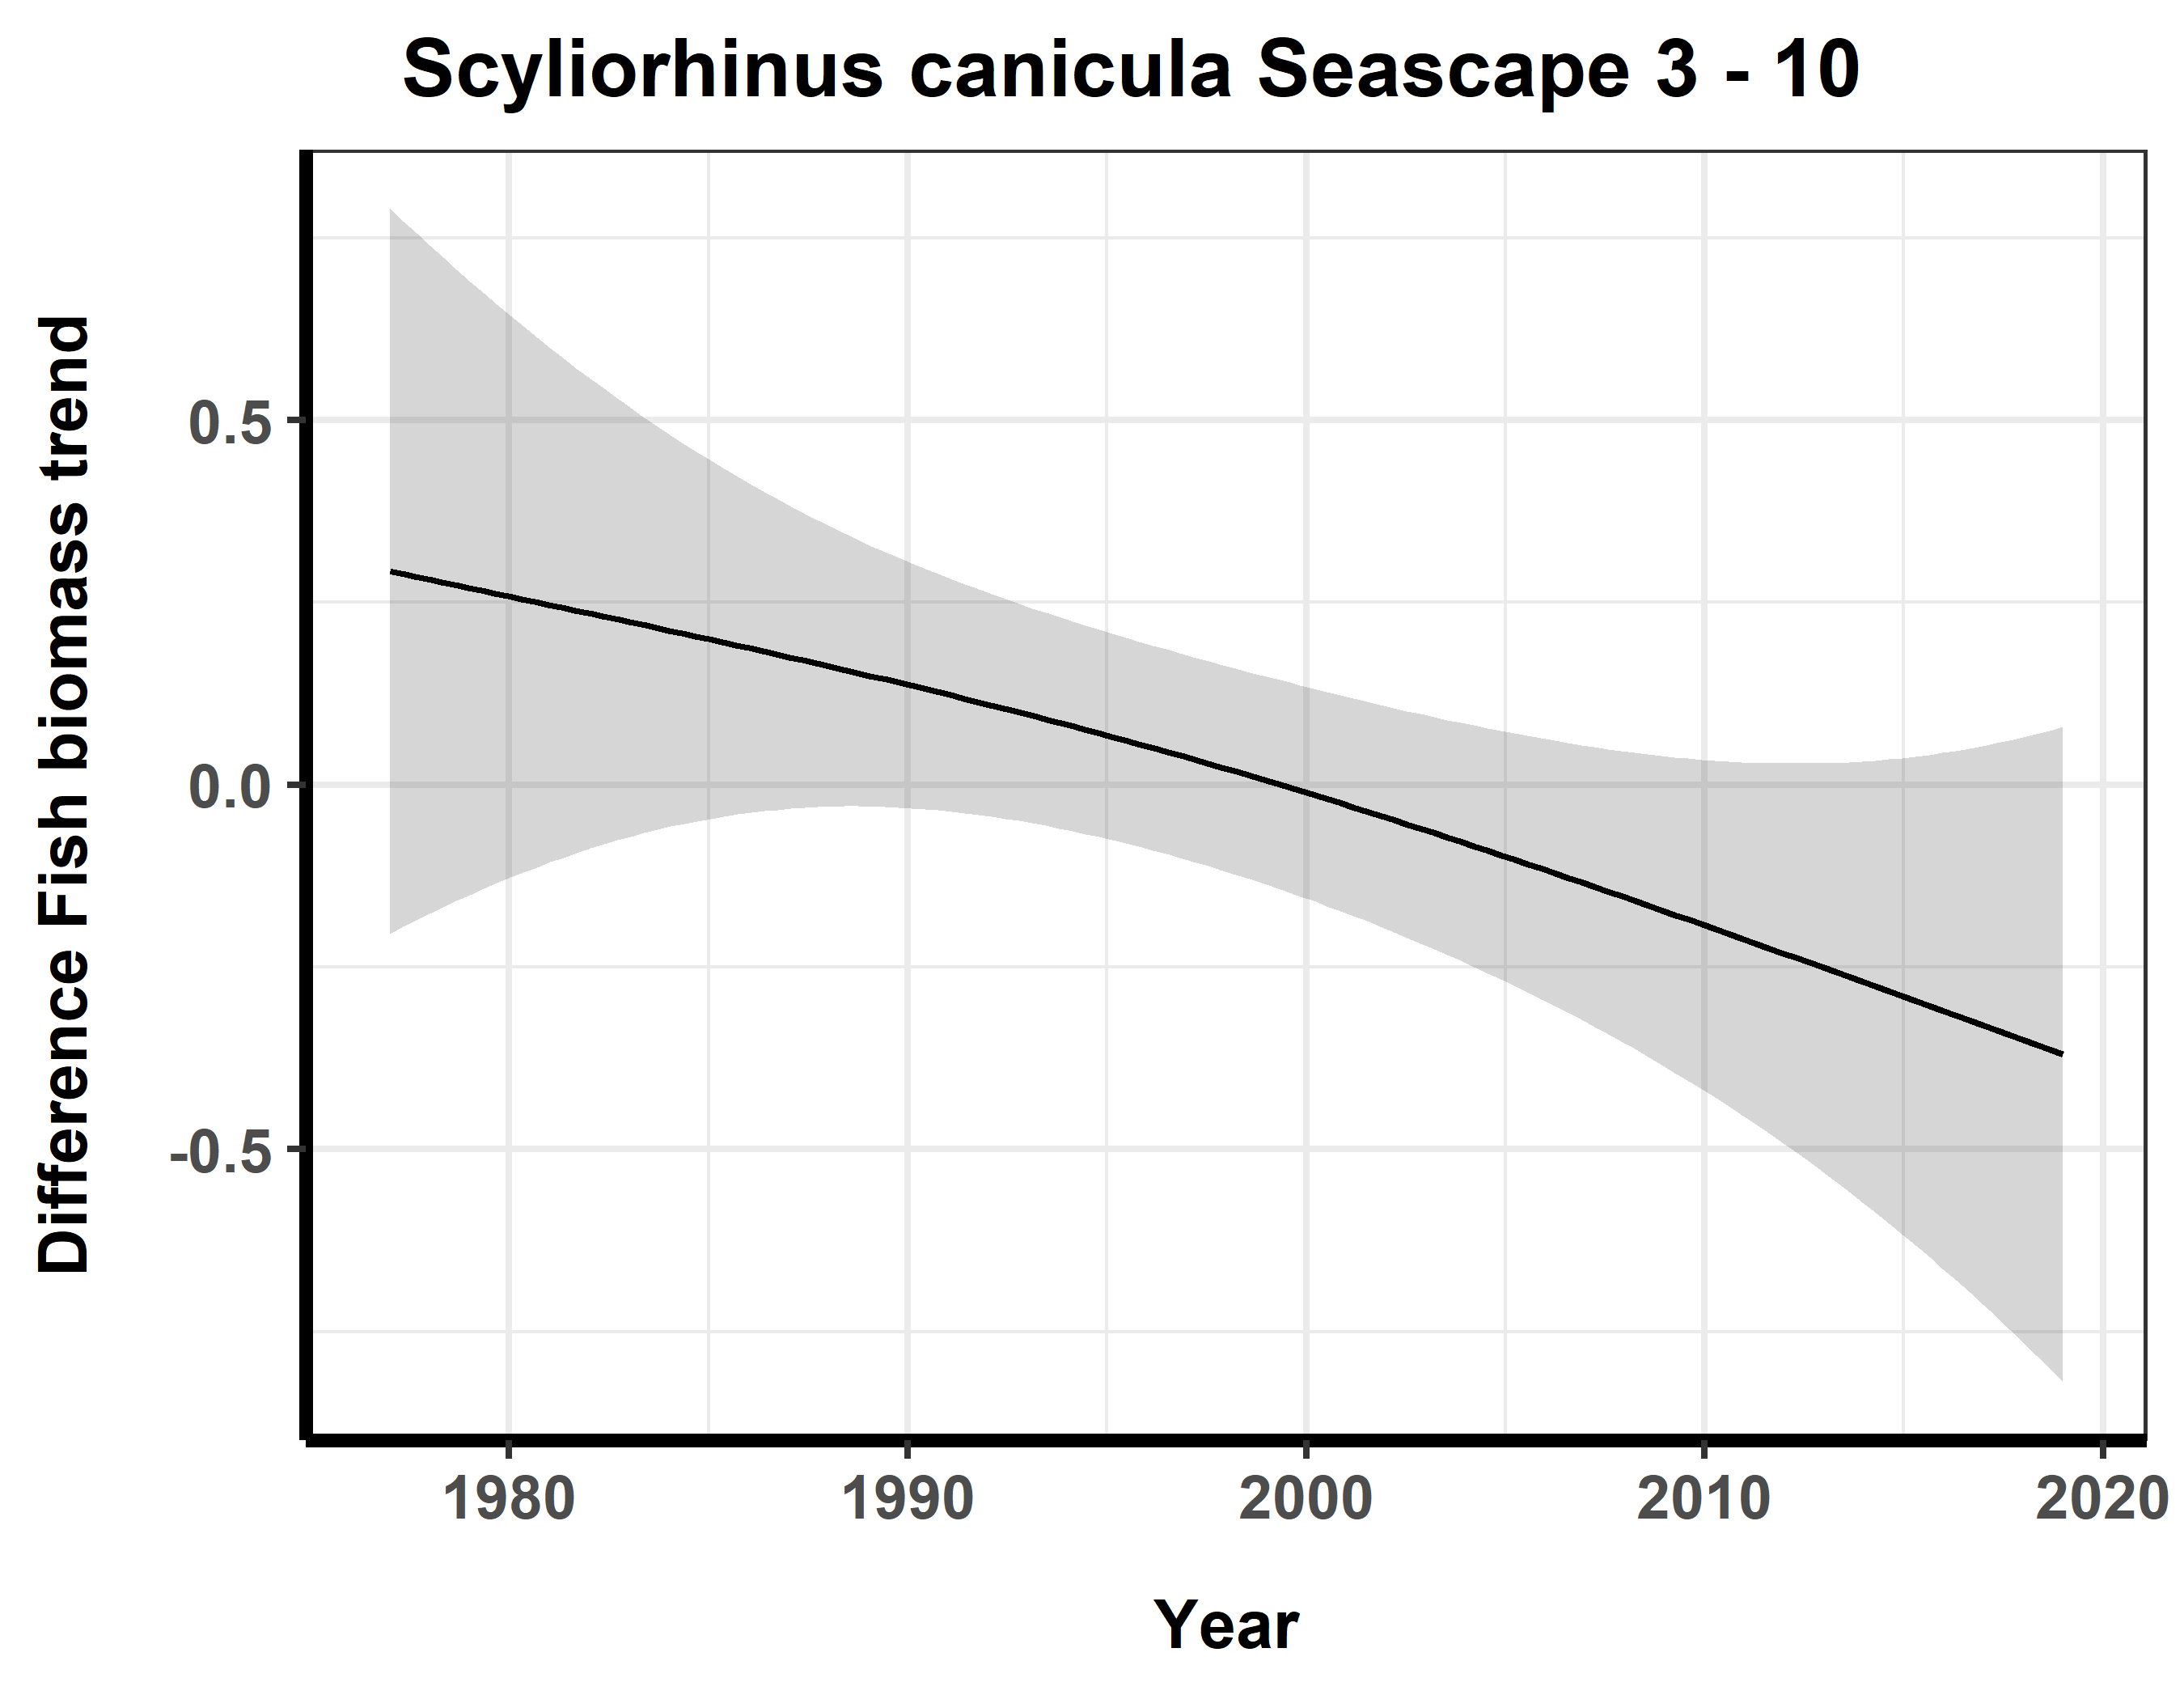 Scyliorhinus canicula Seascape 3 - 10
Difference Fish biomass trend
0.5
0.0
-0.5
1980 1990 2000 2010 2020
Year